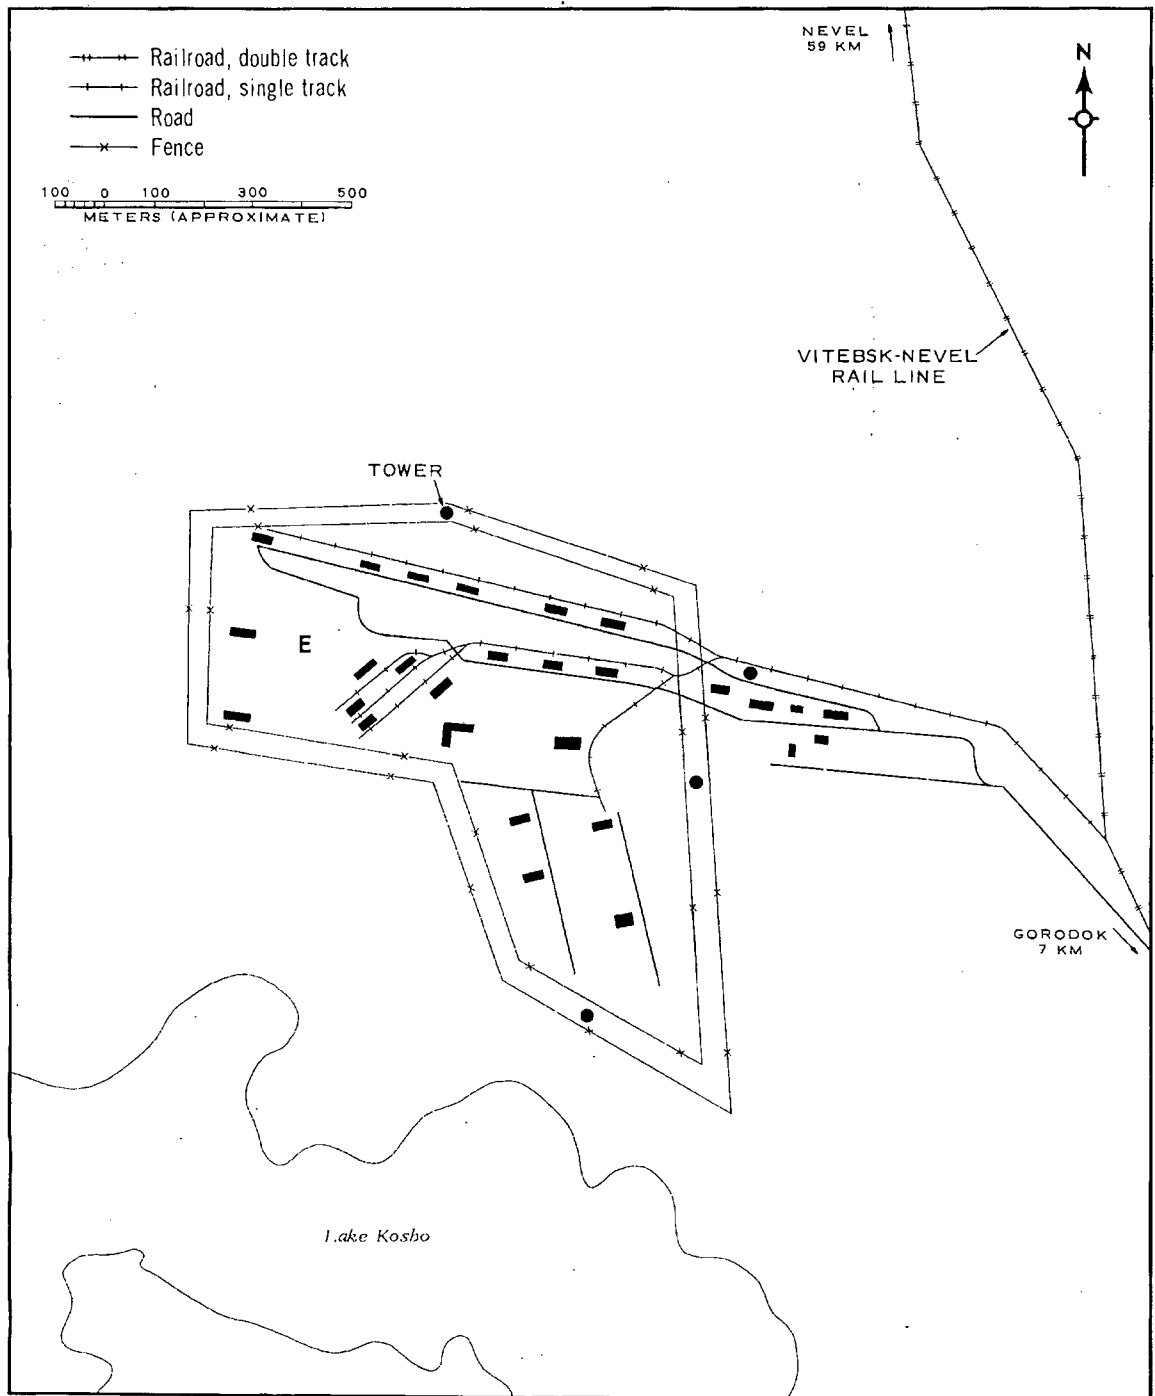 Railroad, double track
Railroad, single track
Road
Fence
100 0 100 300 500
METERS (APPROXIMATE)
NEVEL
59 KM
N
VITEBSK-NEVEL
RAIL LINE
TOWER
E
GORODOK
7 KM
Lake Kosho